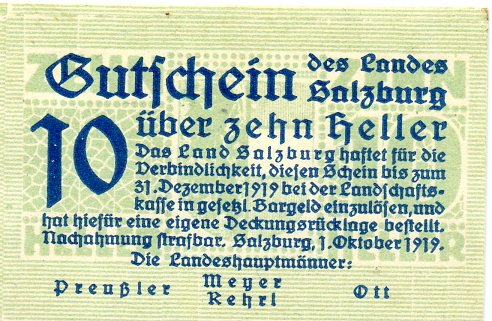 Gutschein des Landes
Salzburg
10 über zehn Heller
Das Land Salzburg haftet für die
Verbindlichkeit, diesen Schein bis zum
31. Dezember 1919 bei der Landschafts-
kasse in gesetzl. Bargeld einzulösen, und
hat hiefür eine eigene Deckungsrücklage bestellt.
Nachahmung strafbar. Salzburg, 1. Oktober 1919.
Die Landeshauptmänner:
Preußler Meyer Ott
Rehrl